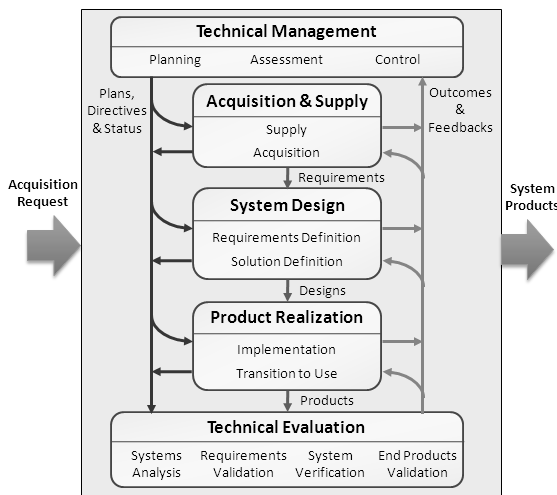 Technical Management
Planning Assessment Control
Plans,
Directives
& Status
Outcomes
&
Feedbacks
Acquisition & Supply
Supply
Acquisition
Requirements
Acquisition
Request
System
Products
System Design
Requirements Definition
Solution Definition
Designs
Product Realization
Implementation
Transition to Use
Products
Technical Evaluation
Systems
Analysis
Requirements
Validation
System
Verification
End Products
Validation